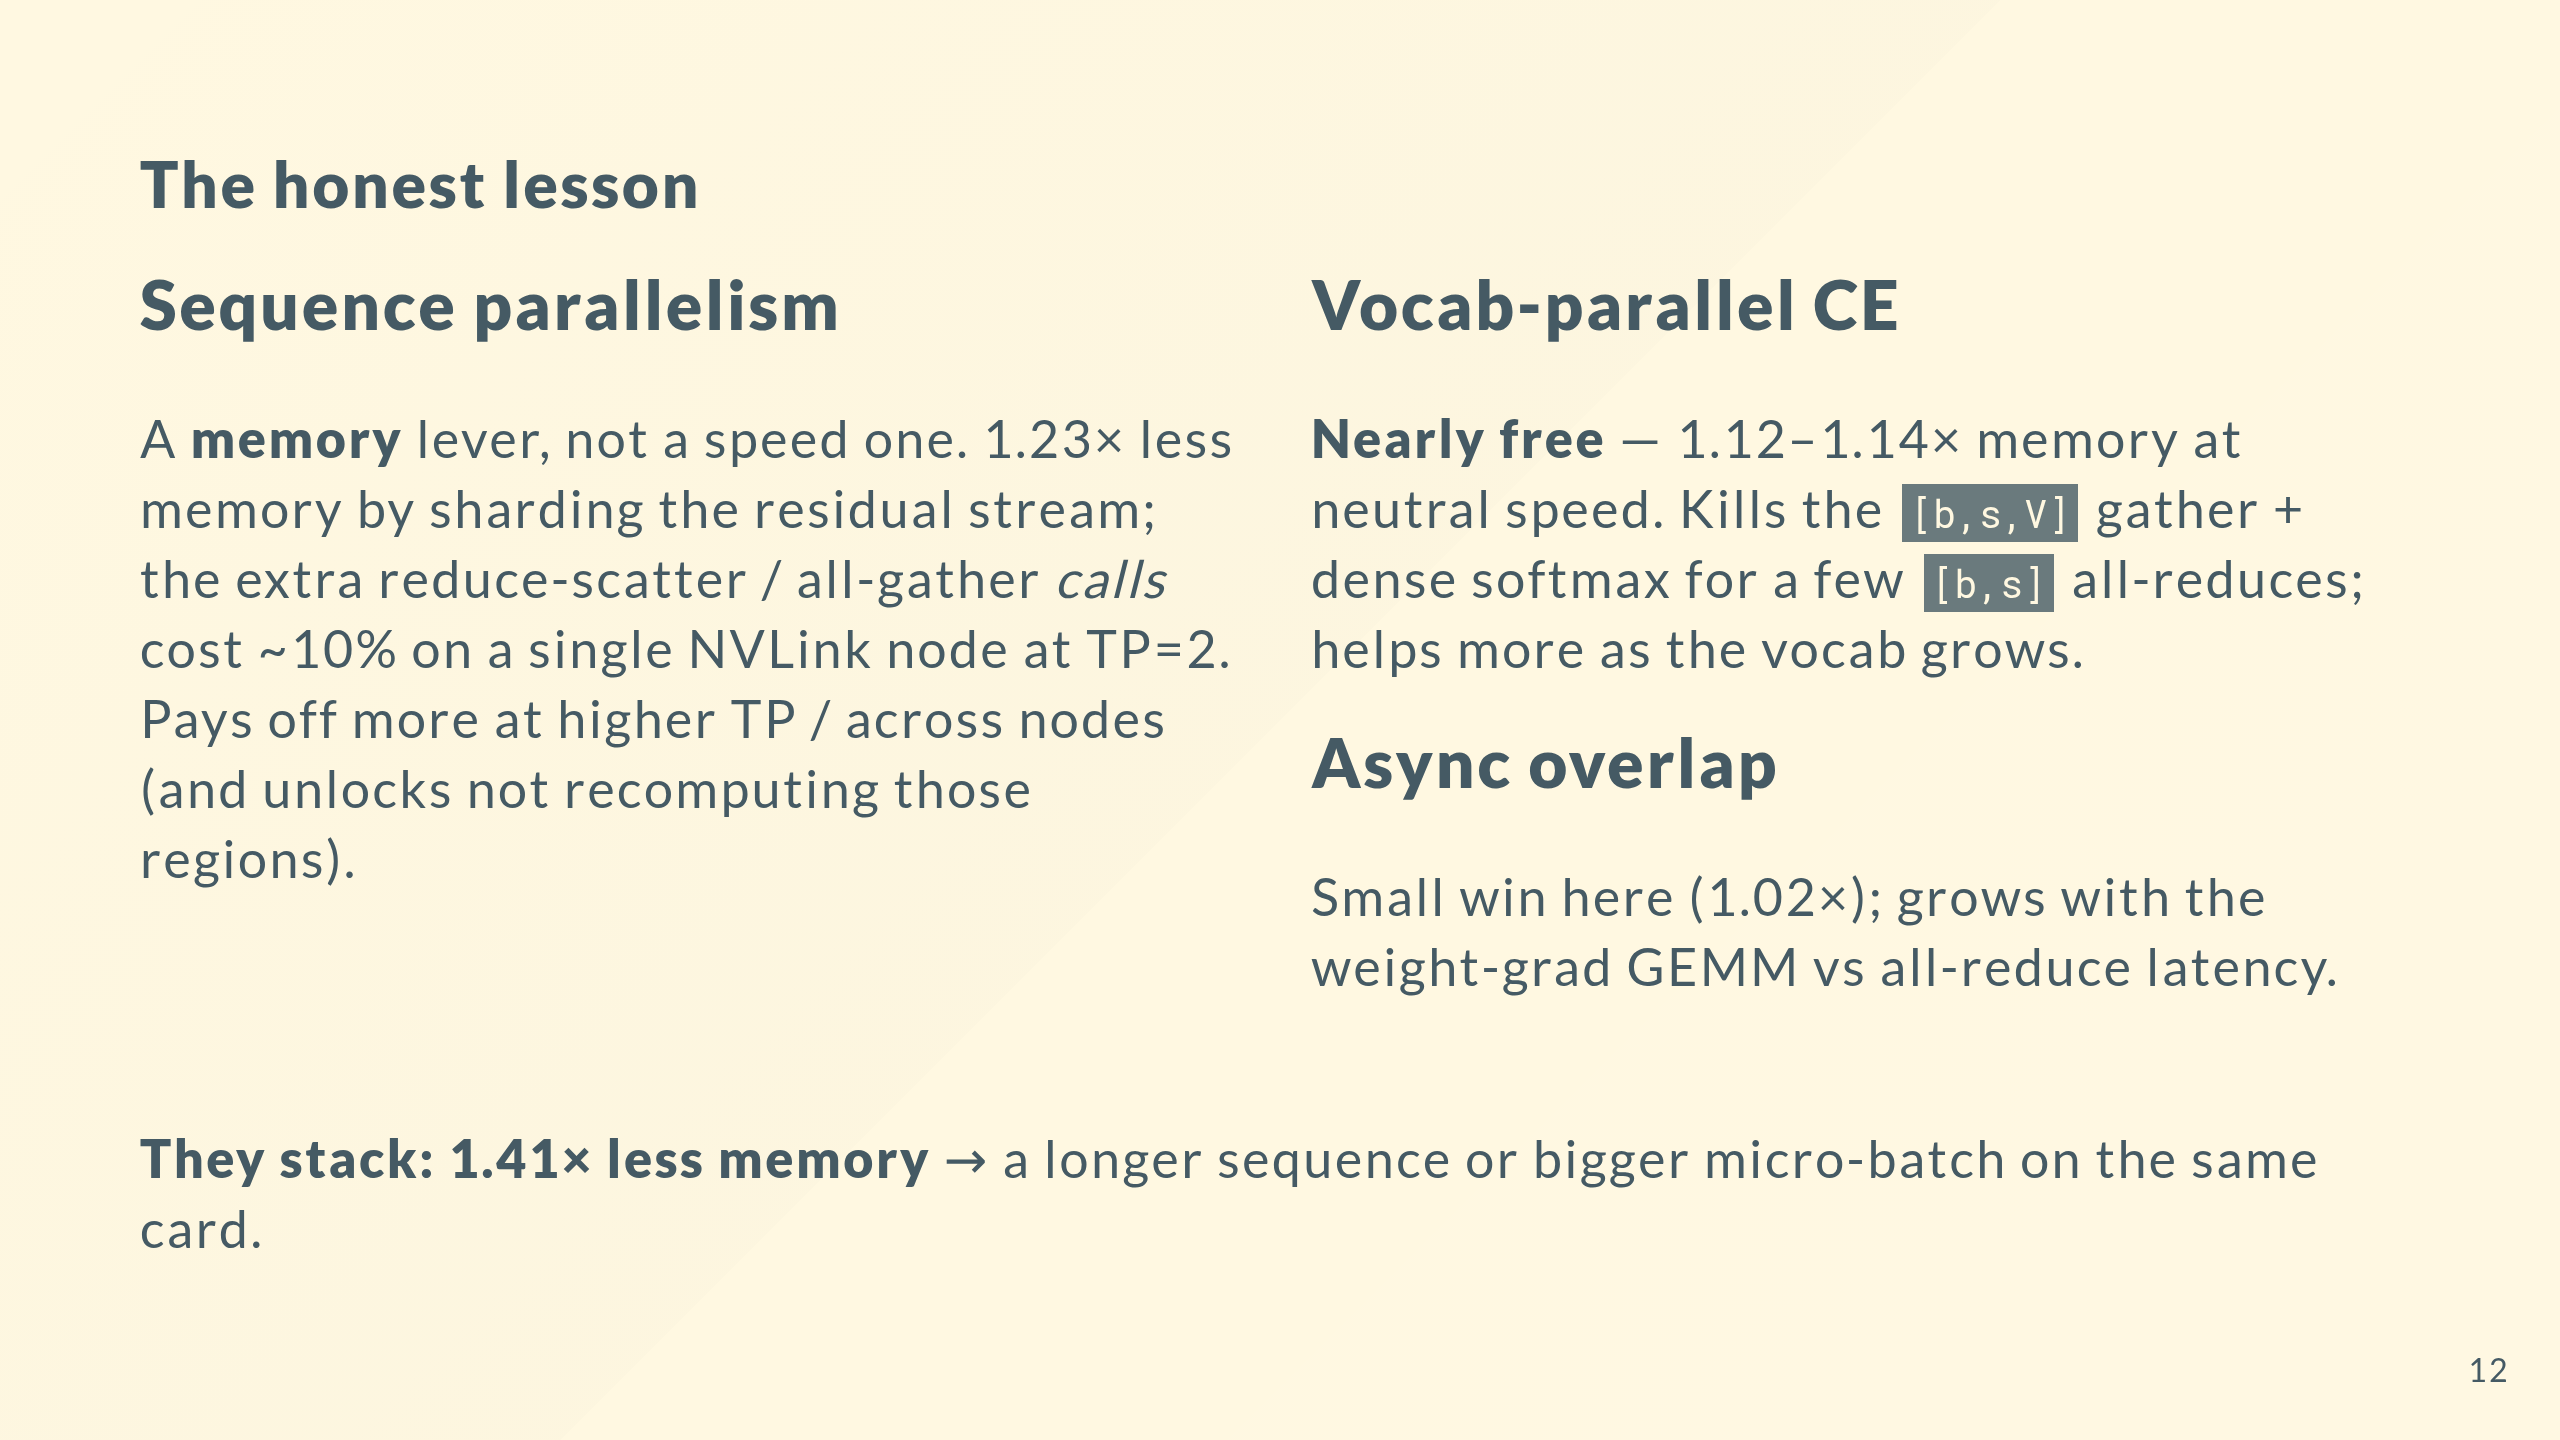 The honest lesson
Sequence parallelism
A memory lever, not a speed one. 1.23× less
memory by sharding the residual stream;
the extra reduce-scatter / all-gather calls
cost ~10% on a single NVLink node at TP=2.
Pays off more at higher TP / across nodes
(and unlocks not recomputing those
regions).
Vocab-parallel CE
Nearly free — 1.12–1.14× memory at
neutral speed. Kills the [b,s,V] gather +
dense softmax for a few [b,s] all-reduces;
helps more as the vocab grows.
Async overlap
Small win here (1.02×); grows with the
weight-grad GEMM vs all-reduce latency.
They stack: 1.41× less memory → a longer sequence or bigger micro-batch on the same
card.
12